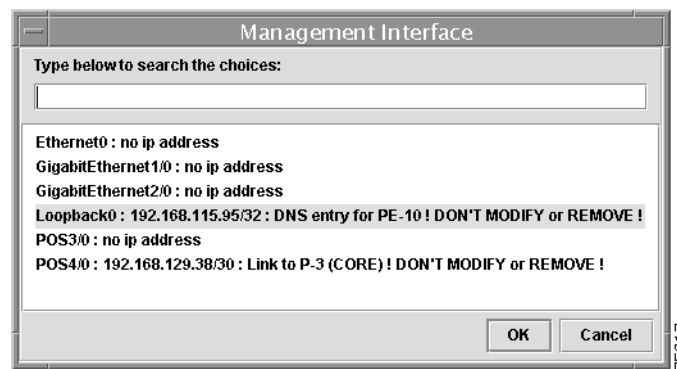 Management Interface
Type below to search the choices:
Ethernet0 : no ip address
GigabitEthernet1/0 : no ip address
GigabitEthernet2/0 : no ip address
Loopback0 : 192.168.115.95/32 : DNS entry for PE-10 ! DON'T MODIFY or REMOVE !
POS3/0 : no ip address
POS4/0 : 192.168.129.38/30 : Link to P-3 (CORE) ! DON'T MODIFY or REMOVE !
OK Cancel